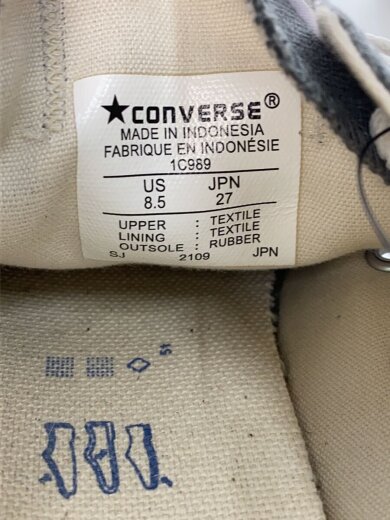 ★CONVERSE®
MADE IN INDONESIA
FABRIQUE EN INDONÉSIE
1C989
US JPN
8.5 27
UPPER : TEXTILE
LINING : TEXTILE
OUTSOLE : RUBBER
SJ 2109 JPN
51